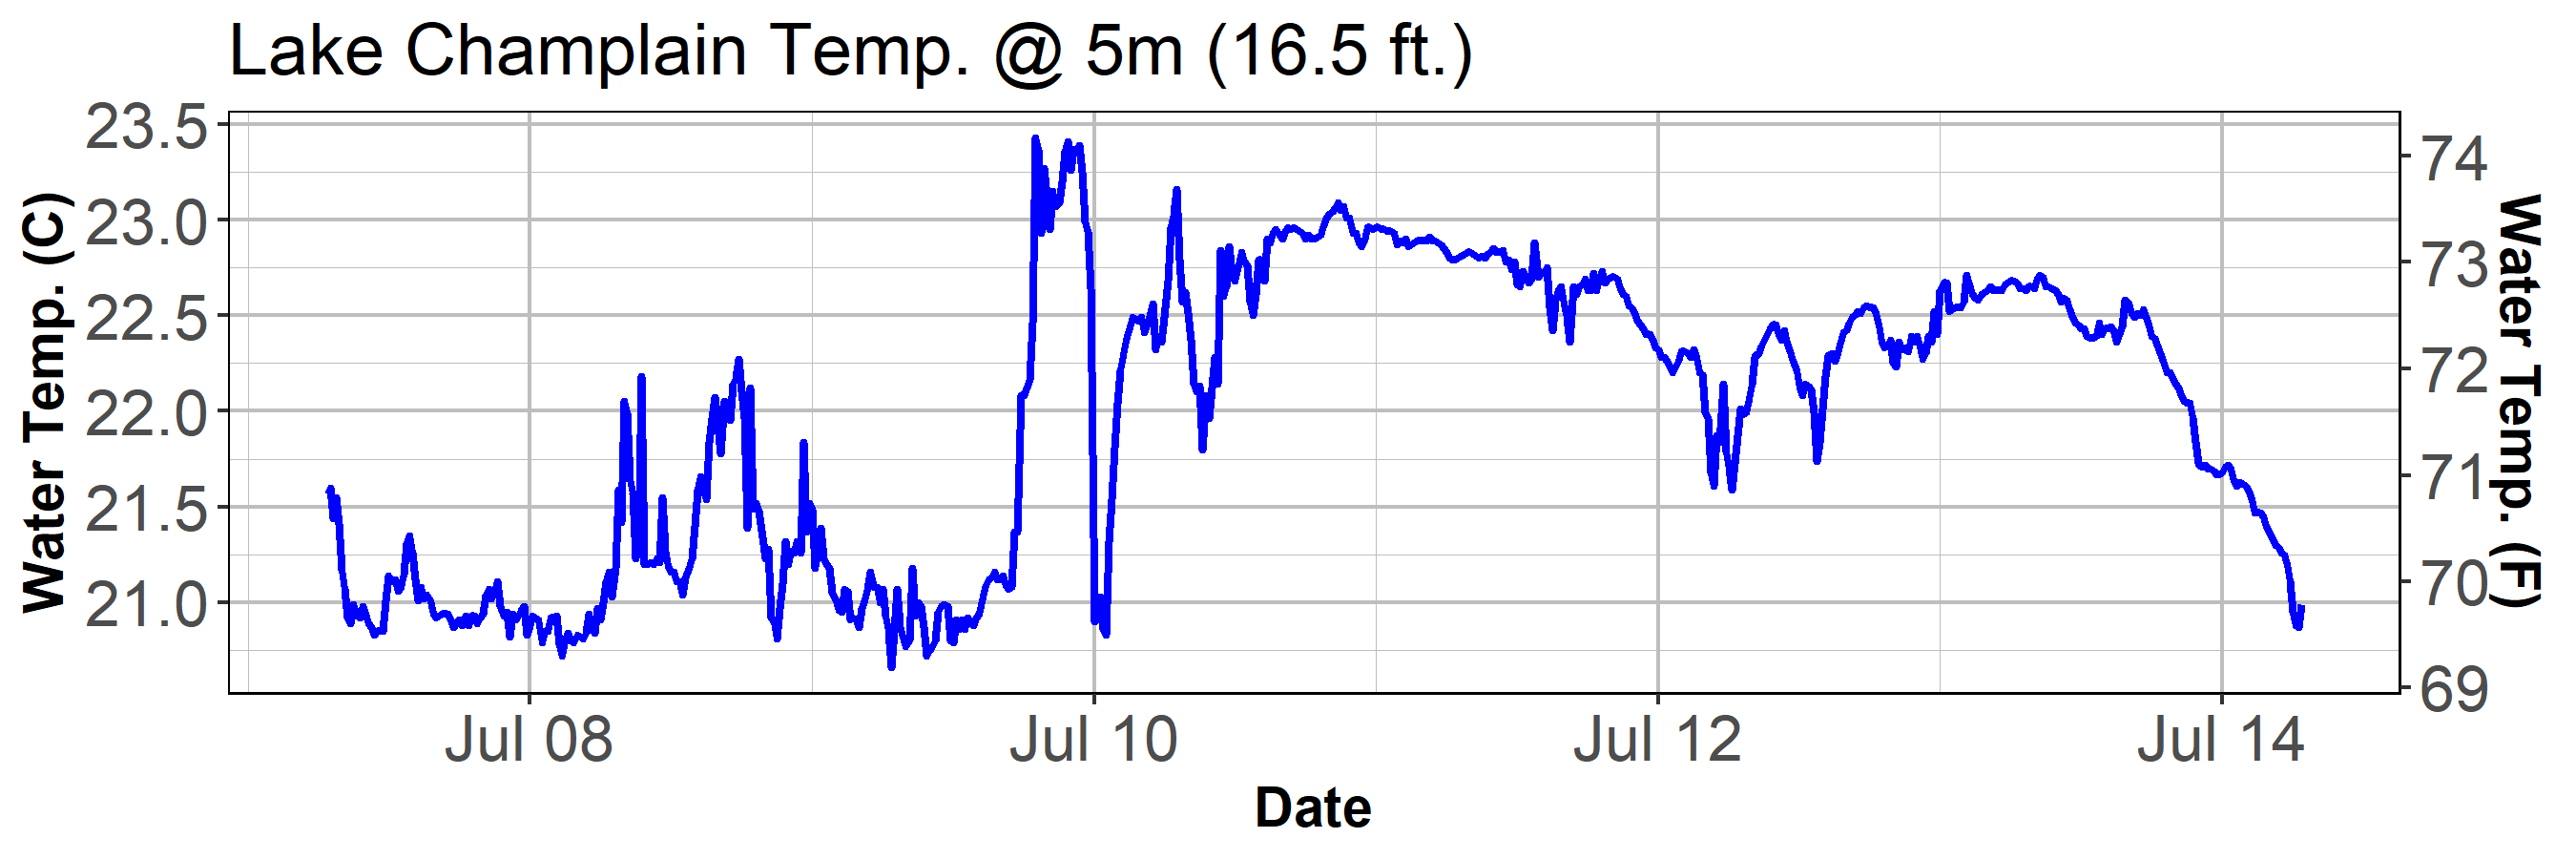 Lake Champlain Temp. @ 5m (16.5 ft.)
Water Temp. (C)
23.5
23.0
22.5
22.0
21.5
21.0
74
73
72
71
70
69
Water Temp. (F)
Jul 08
Jul 10
Jul 12
Jul 14
Date